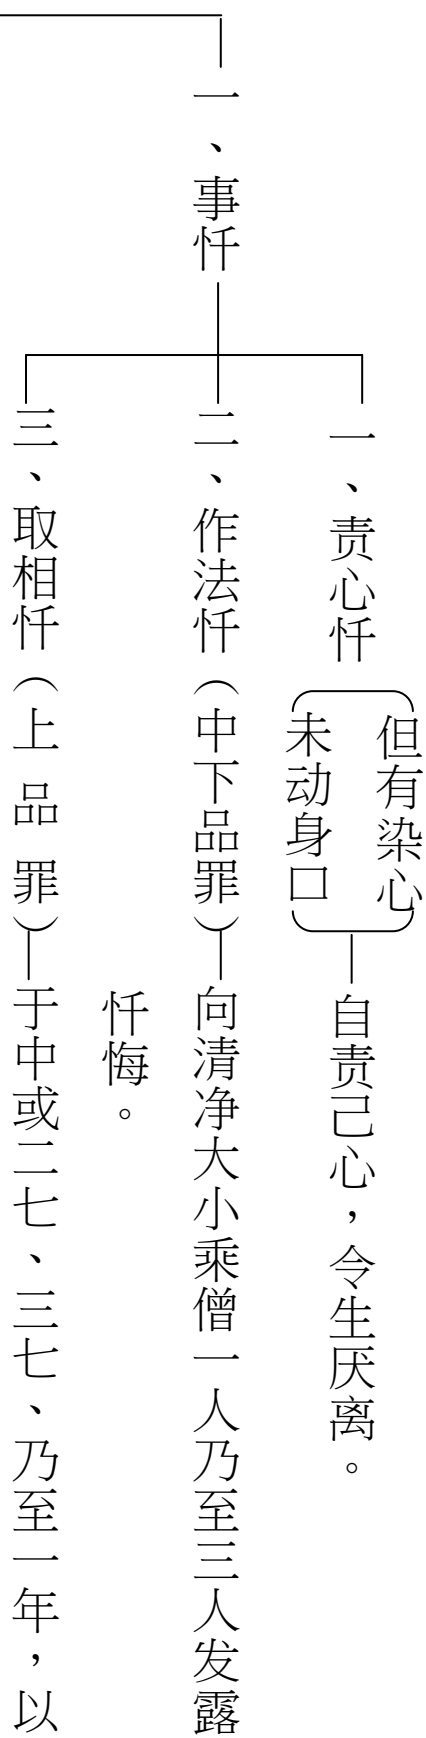 一、事忏
一、责心忏
但有染心
未动身口
自责己心，令生厌离。
二、作法忏（中下品罪）
向清净大小乘僧一人乃至三人发露
忏悔。
三、取相忏（上品罪）
于中或二七、三七、乃至一年，以